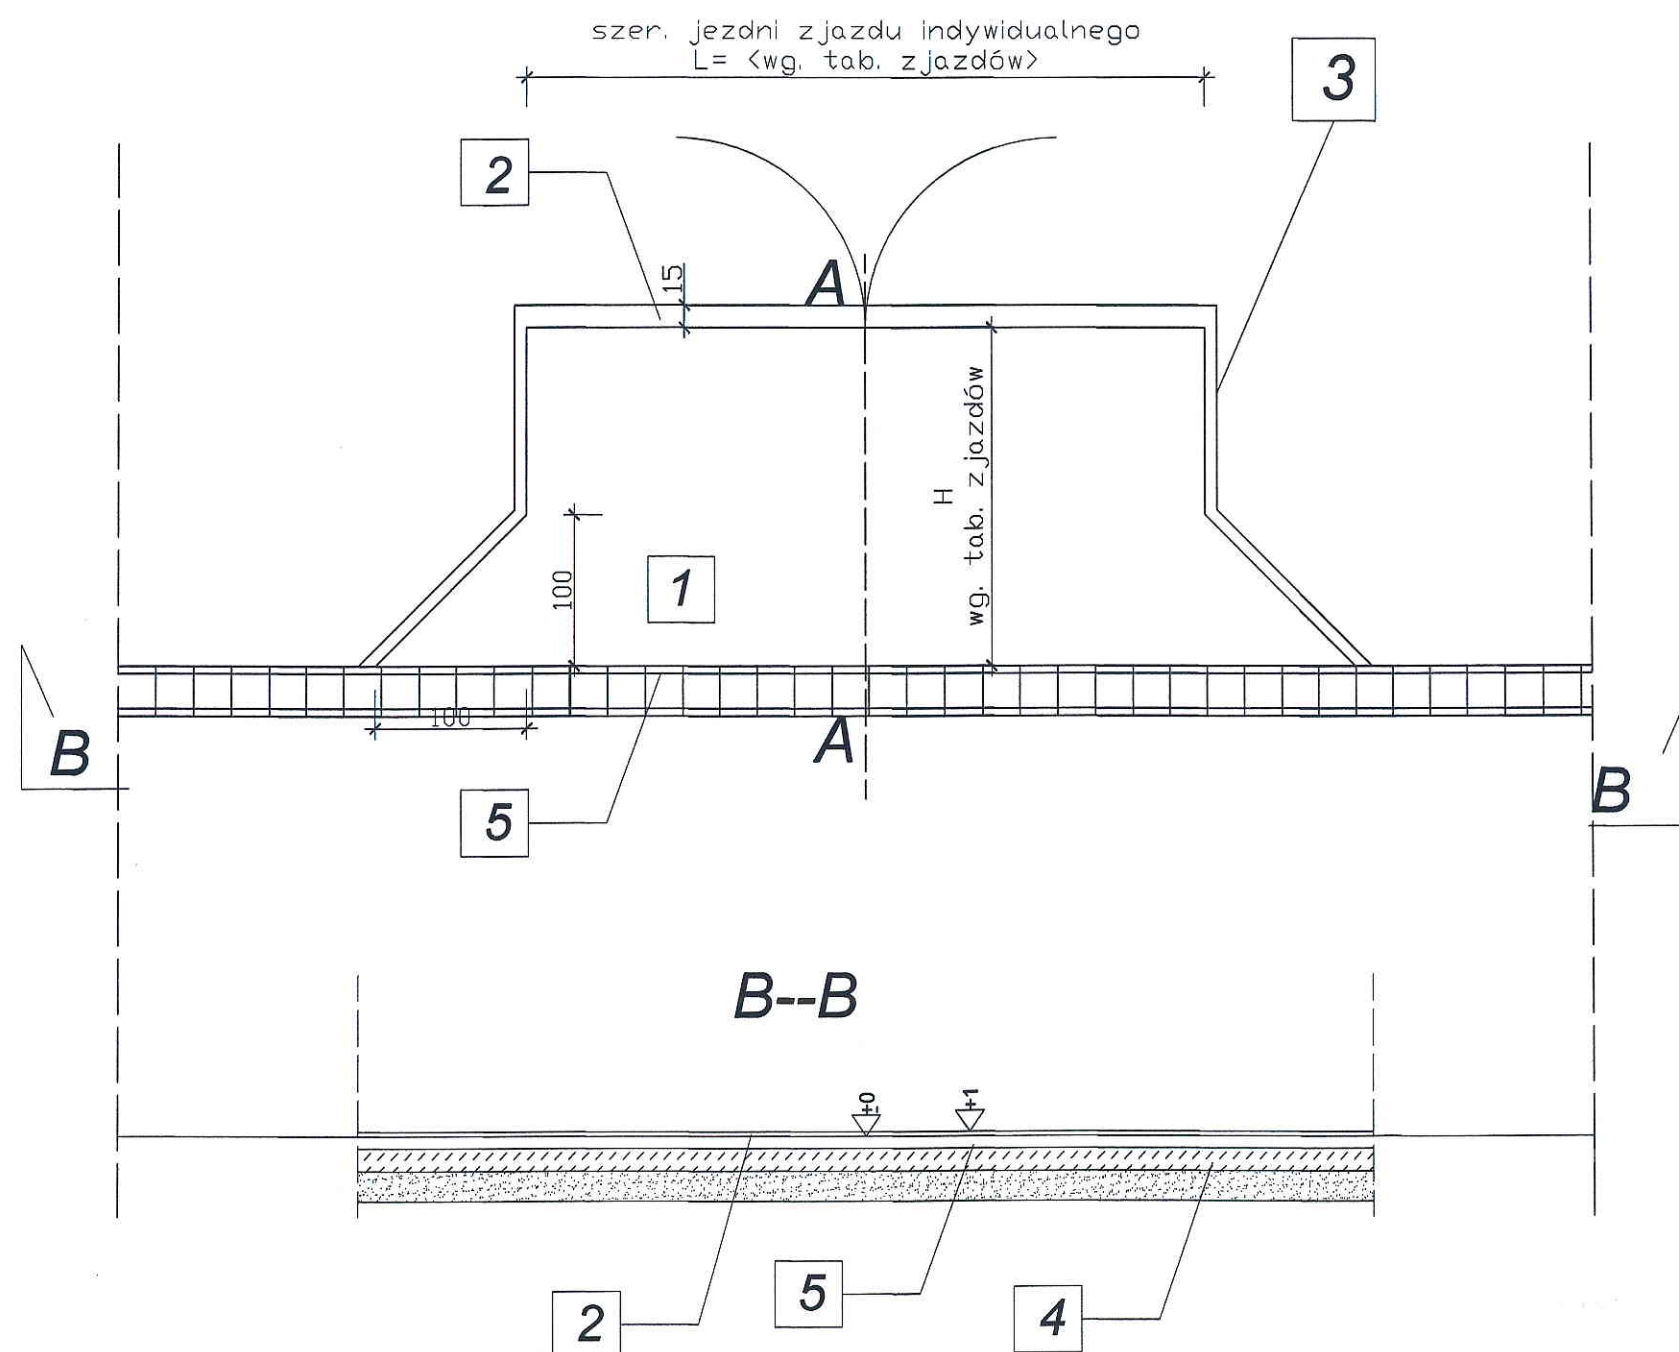 szer. jezdni zjazdu indywidualnego
L= <wg. tab. zjazdów>
3
2
15
A
H
wg. tab. zjazdów
100
1
100
B
A
B
5
B--B
+0
+1
2
5
4